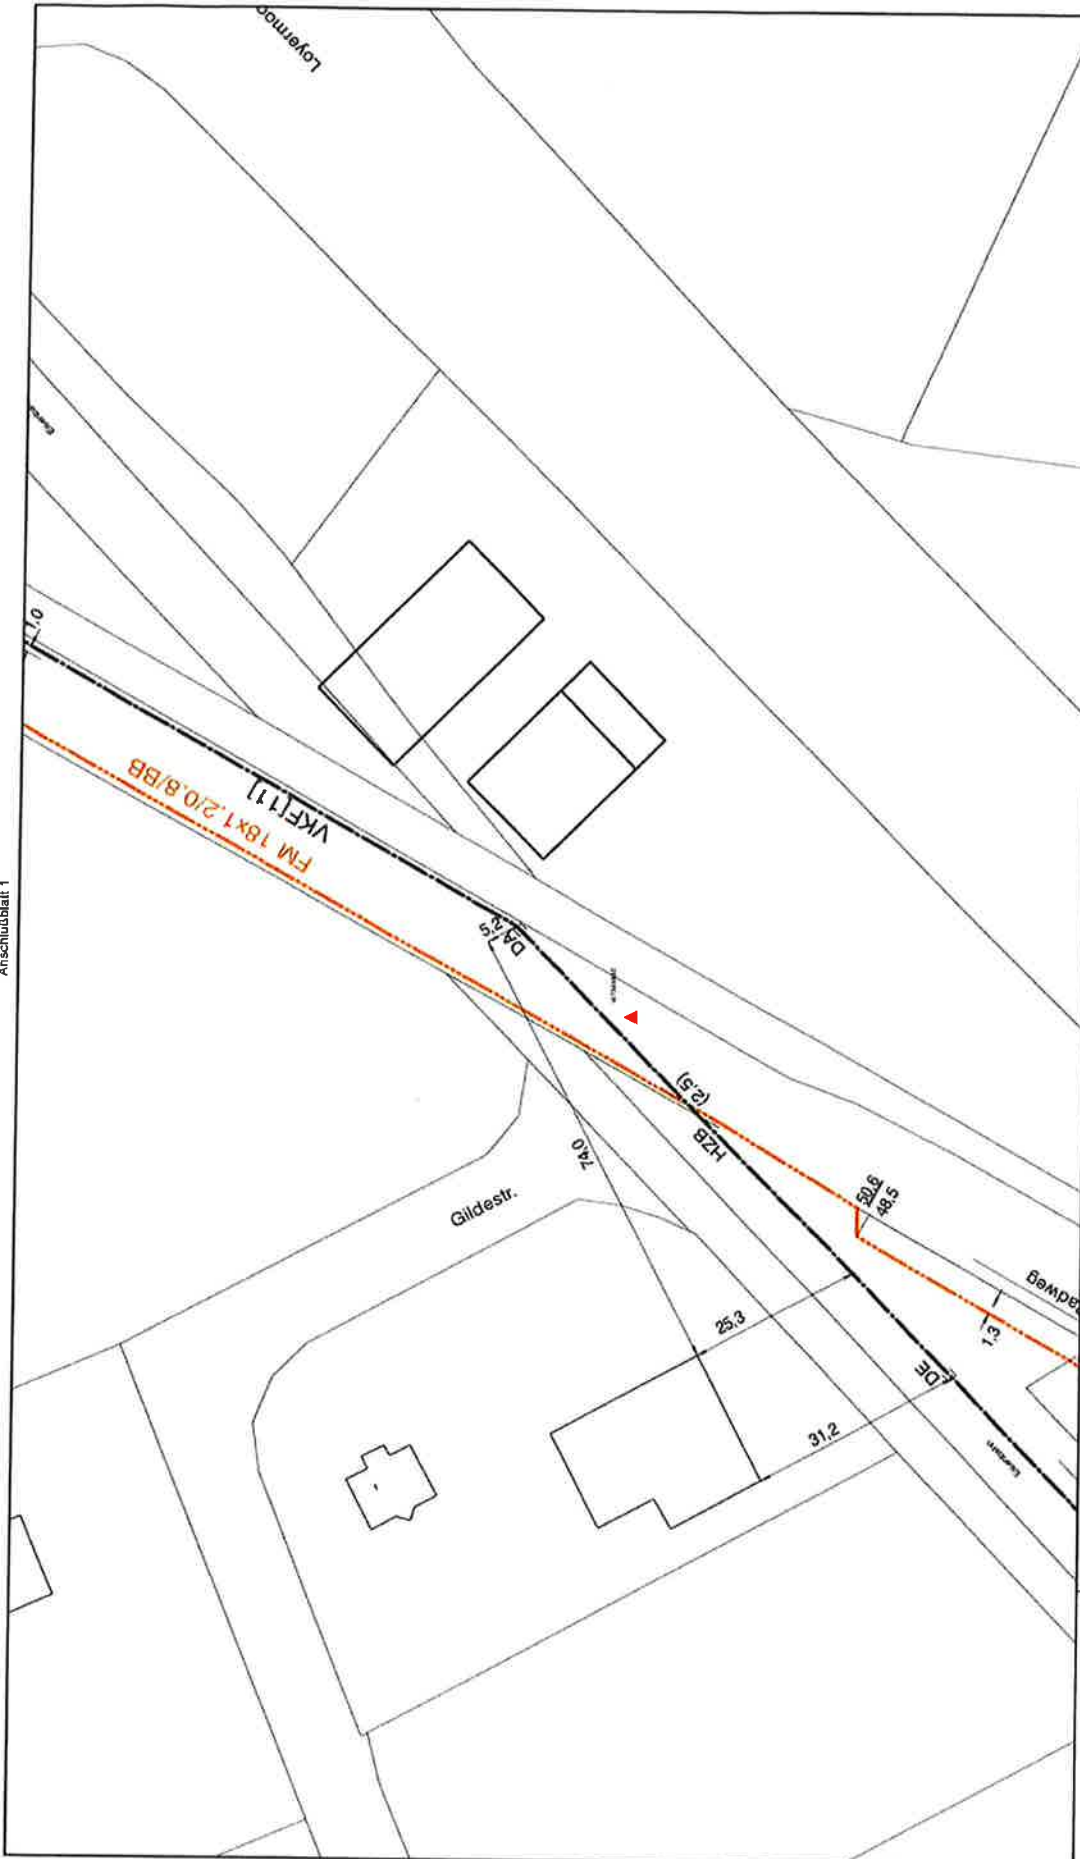 Loyermoo
1,0
VKF[11]
FM 18x1,2/0,8/BB
Anschlußblatt 1
5,2
DA
(2,5)
HZB
74,0
Gildestr.
50,6
48,5
adweg
1,3
25,3
DE
31,2